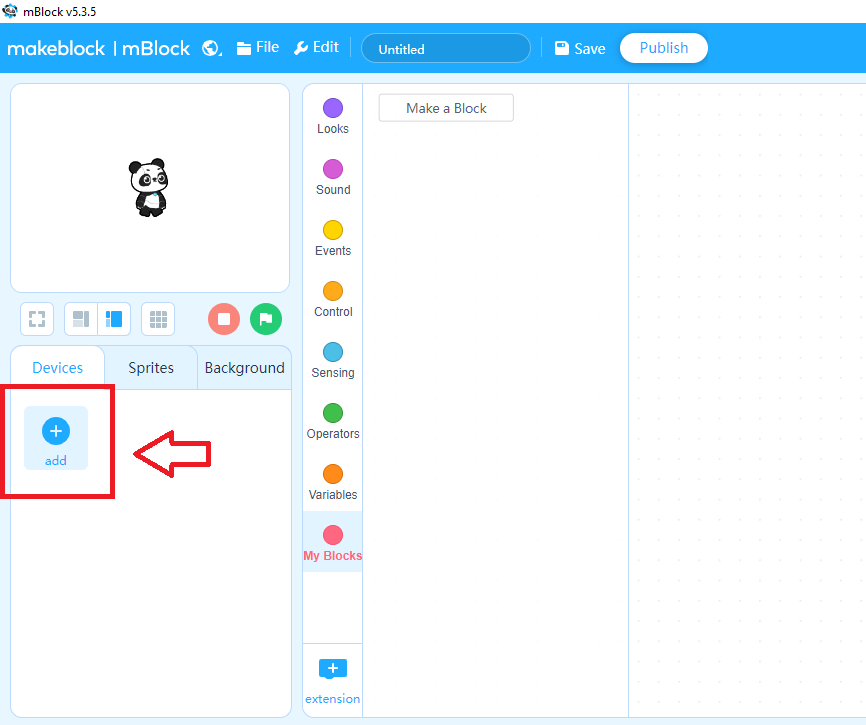 mBlock v5.3.5
makeblock | mBlock File Edit Untitled Save Publish
Make a Block
Looks
Sound
Events
Control
Sensing
Operators
Variables
My Blocks
extension
Devices Sprites Background
add